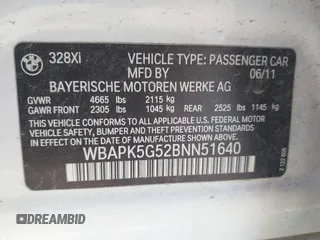 328Xi
VEHICLE TYPE: PASSENGER CAR
MFD BY
06/11
BAYERISCHE MOTOREN WERKE AG
GVWR 4665 lbs 2115 kg
GAWR FRONT 2305 lbs 1045 kg REAR 2525 lbs 1145 kg
THIS VEHICLE CONFORMS TO ALL APPLICABLE
FEDERAL MOTOR VEHICLE SAFETY, BUMPER
AND THEFT PREVENTION STANDARDS IN
EFFECT ON THE DATE OF MANUFACTURE SHOWN ABOVE.
WBAPK5G52BNN51640
DREAMBID .COM